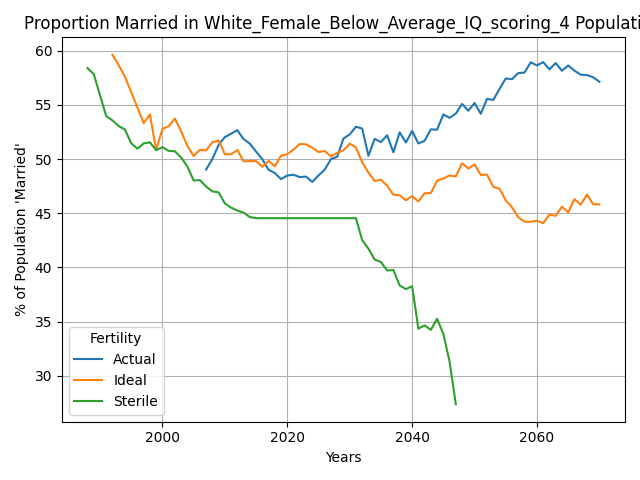 Proportion Married in White_Female_Below_Average_IQ_scoring_4 Populati
% of Population 'Married'
60
55
50
45
40
35
30
Fertility
Actual
Ideal
Sterile
2000 2020 2040 2060
Years